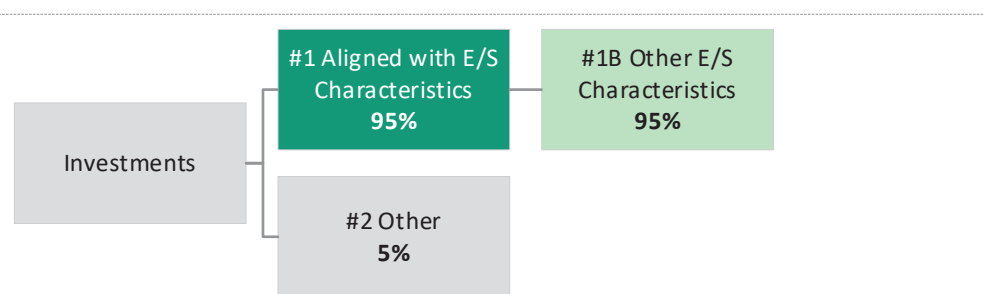 #1 Aligned with E/S
Characteristics
95%
#1B Other E/S
Characteristics
95%
Investments
#2 Other
5%